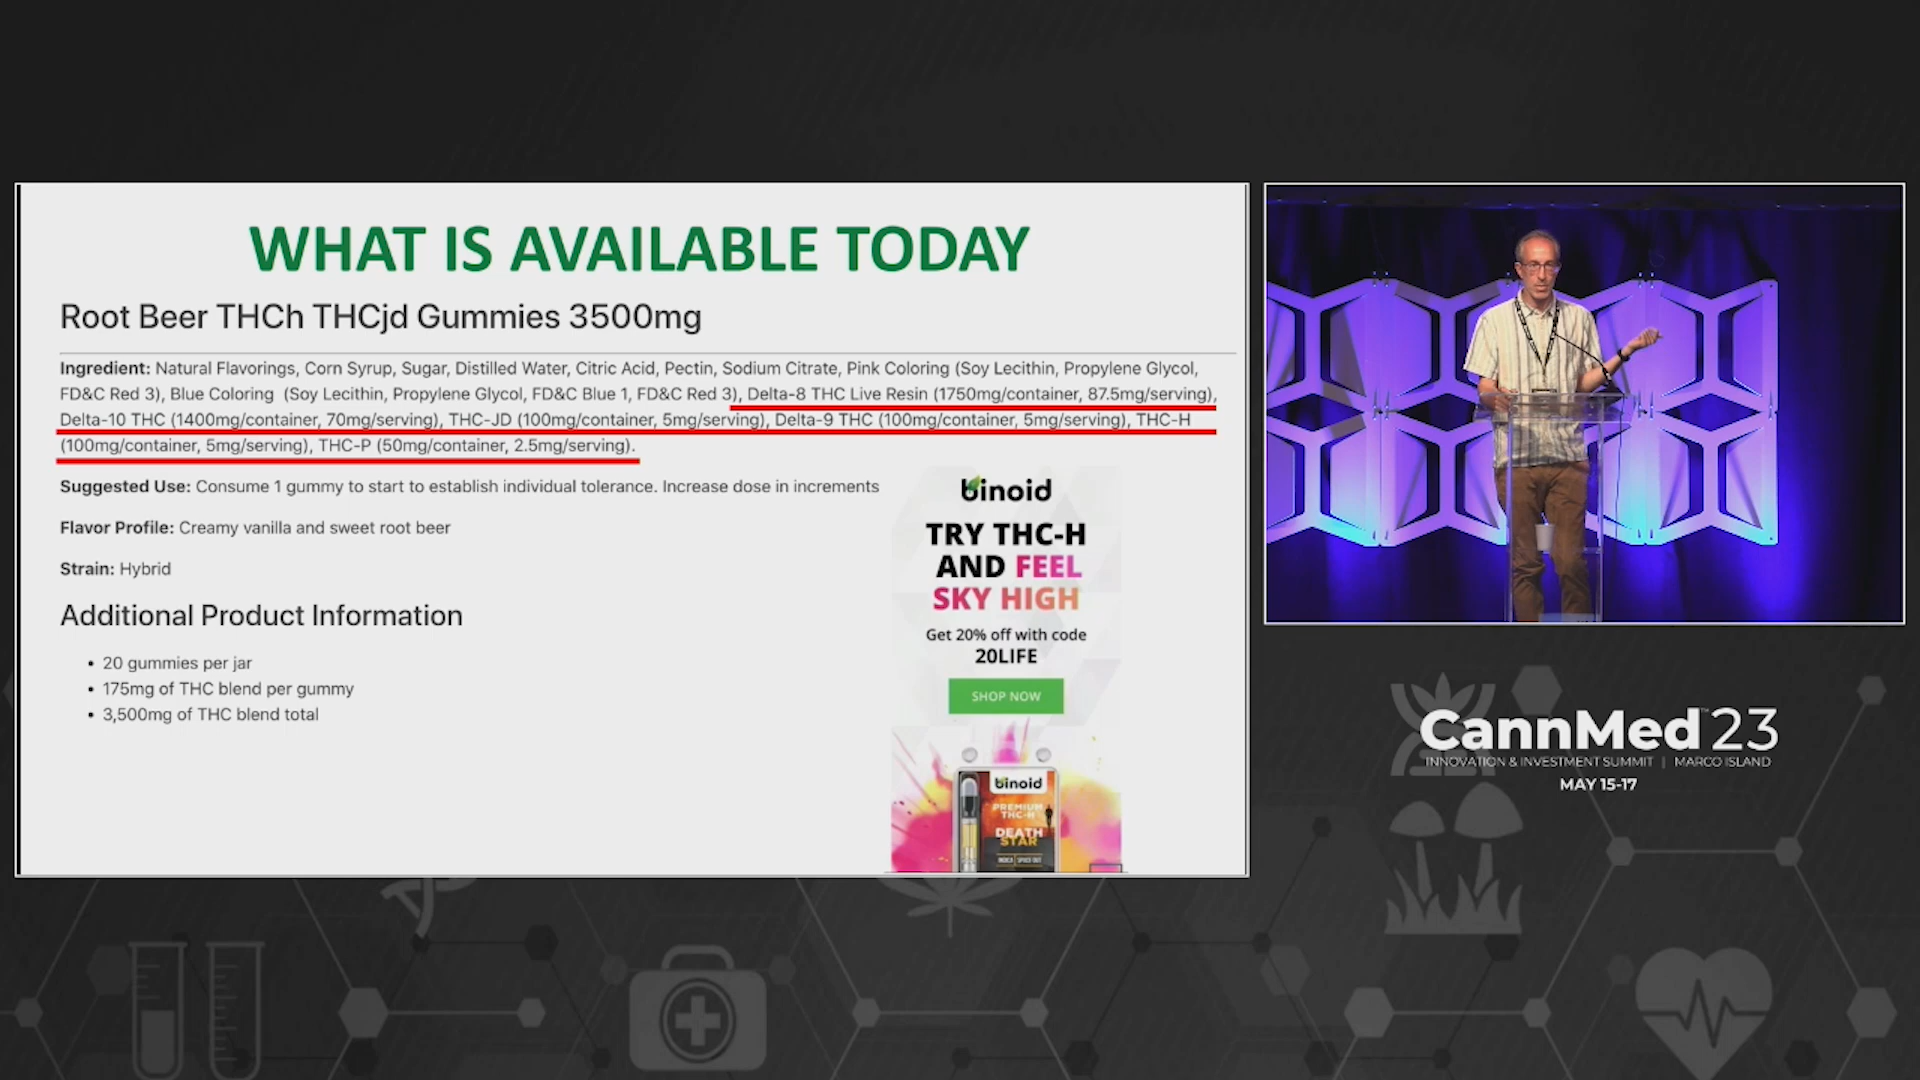 WHAT IS AVAILABLE TODAY
Root Beer THCh THCjd Gummies 3500mg
Ingredient: Natural Flavorings, Corn Syrup, Sugar, Distilled Water, Citric Acid, Pectin, Sodium Citrate, Pink Coloring (Soy Lecithin, Propylene Glycol,
FD&C Red 3), Blue Coloring (Soy Lecithin, Propylene Glycol, FD&C Blue 1, FD&C Red 3), Delta-8 THC Live Resin (1750mg/container, 87.5mg/serving),
Delta-10 THC (1400mg/container, 70mg/serving), THC-JD (100mg/container, 5mg/serving), Delta-9 THC (100mg/container, 5mg/serving), THC-H
(100mg/container, 5mg/serving), THC-P (50mg/container, 2.5mg/serving).
Suggested Use: Consume 1 gummy to start to establish individual tolerance. Increase dose in increments
Flavor Profile: Creamy vanilla and sweet root beer
Strain: Hybrid
Additional Product Information
• 20 gummies per jar
• 175mg of THC blend per gummy
• 3,500mg of THC blend total
binoid
TRY THC-H
AND FEEL
SKY HIGH
Get 20% off with code
20LIFE
SHOP NOW
binoid
PREMIUM
THC-H
DEATH
STAR
INDICA
CannMed™23
INNOVATION & INVESTMENT SUMMIT | MARCO ISLAND
MAY 15-17